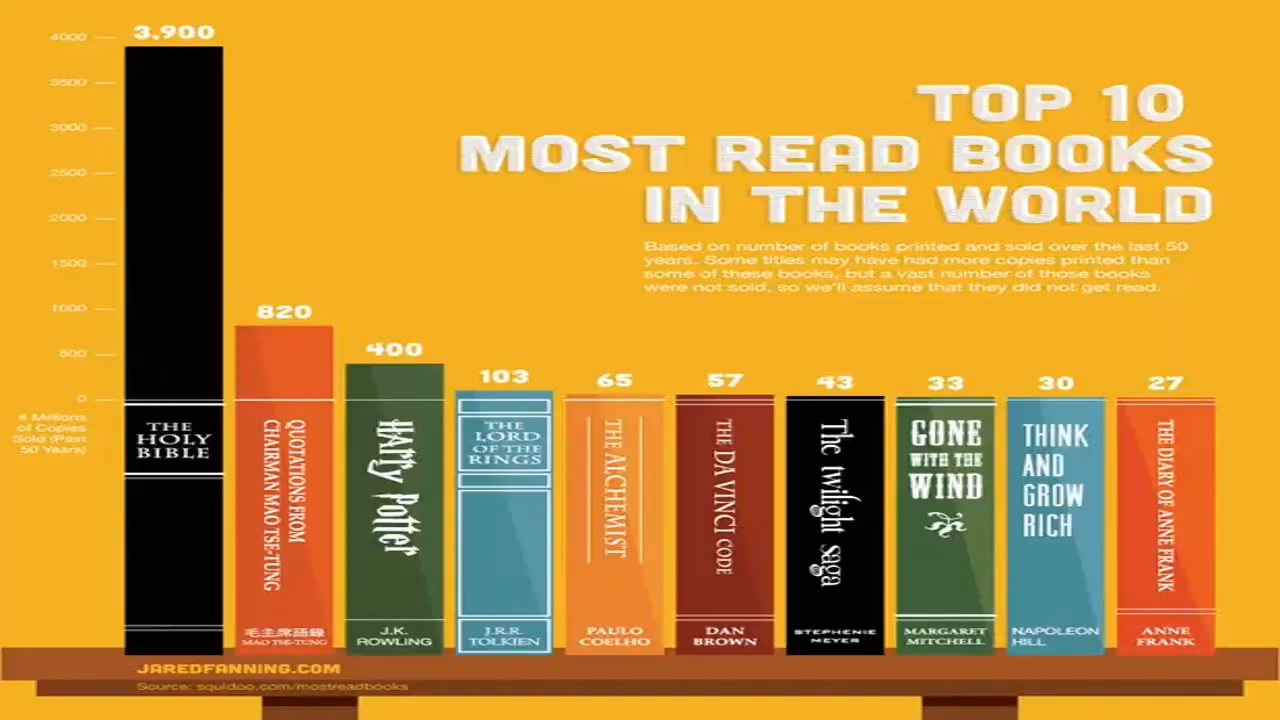 4000
3500
3000
2500
2000
1500
1000
500
0
# Millions
of Copies
Sold (Past
50 Years)
TOP 10
MOST READ BOOKS
IN THE WORLD
Based on number of books printed and sold over the last 50
years. Some titles may have had more copies printed than
some of these books, but a vast number of those books
were not sold, so we'll assume that they did not get read.
3,900
THE
HOLY
BIBLE
820
QUOTATIONS FROM
CHAIRMAN MAO TSE-TUNG
毛主席語錄
MAO TSE-TUNG
400
Harry Potter
J.K.
ROWLING
103
THE
LORD
OF THE
RINGS
J.R.R.
TOLKIEN
65
THE ALCHEMIST
PAULO
COELHO
57
THE DA VINCI CODE
DAN
BROWN
43
The twilight saga
STEPHENIE
MEYER
33
GONE
WITH THE
WIND
MARGARET
MITCHELL
30
THINK
AND
GROW
RICH
NAPOLEON
HILL
27
THE DIARY OF ANNE FRANK
ANNE
FRANK
JAREDFANNING.COM
Source: squidoo.com/mostreadbooks